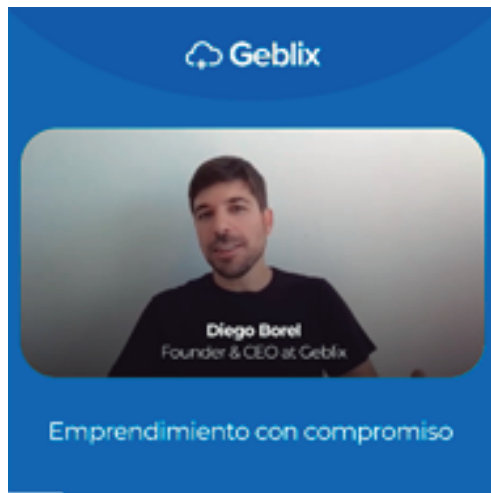 Geblix
Diego Borel
Founder & CEO at Geblix
Emprendimiento con compromiso